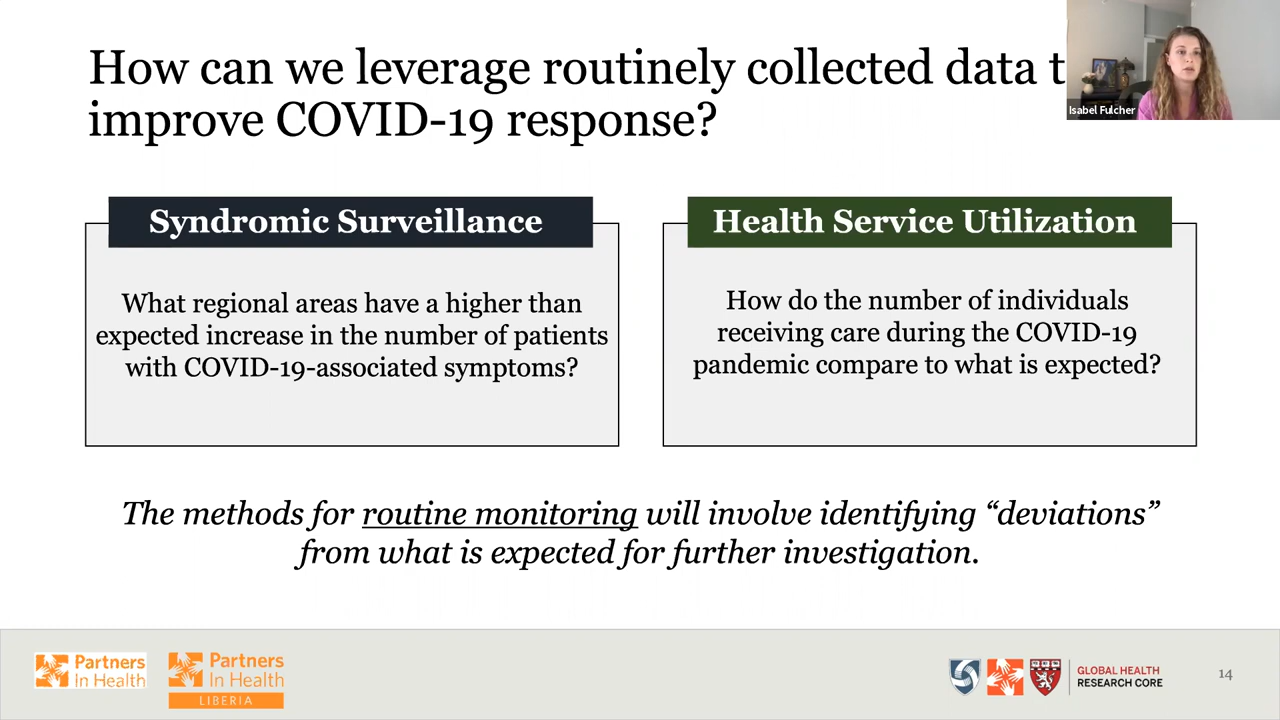 How can we leverage routinely collected data t
improve COVID-19 response?
Isabel Fulcher
Syndromic Surveillance
What regional areas have a higher than
expected increase in the number of patients
with COVID-19-associated symptoms?
Health Service Utilization
How do the number of individuals
receiving care during the COVID-19
pandemic compare to what is expected?
The methods for routine monitoring will involve identifying “deviations”
from what is expected for further investigation.
Partners
In Health
Partners
In Health
LIBERIA
GLOBAL HEALTH
RESEARCH CORE
14